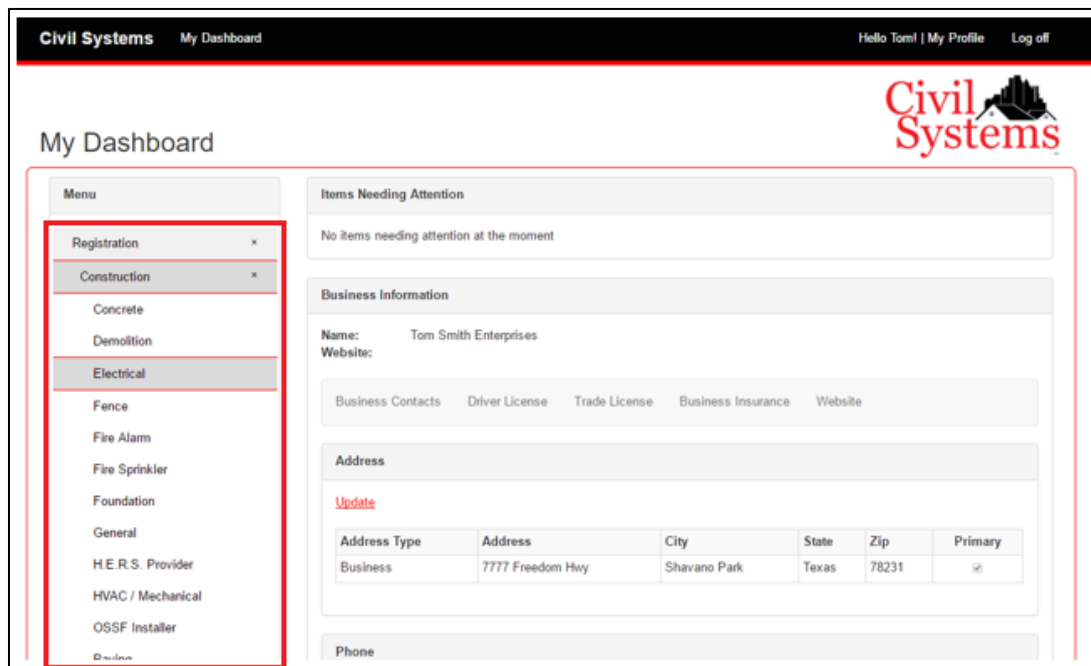 Civil Systems My Dashboard Hello Tom! | My Profile Log off
Civil
Systems
My Dashboard
Menu
Registration ×
Construction ×
Concrete
Demolition
Electrical
Fence
Fire Alarm
Fire Sprinkler
Foundation
General
H.E.R.S. Provider
HVAC / Mechanical
OSSF Installer
Paving
Items Needing Attention
No items needing attention at the moment
Business Information
Name: Tom Smith Enterprises
Website:
Business Contacts Driver License Trade License Business Insurance Website
Address
Update
Address Type Address City State Zip Primary
Business 7777 Freedom Hwy Shavano Park Texas 78231
Phone